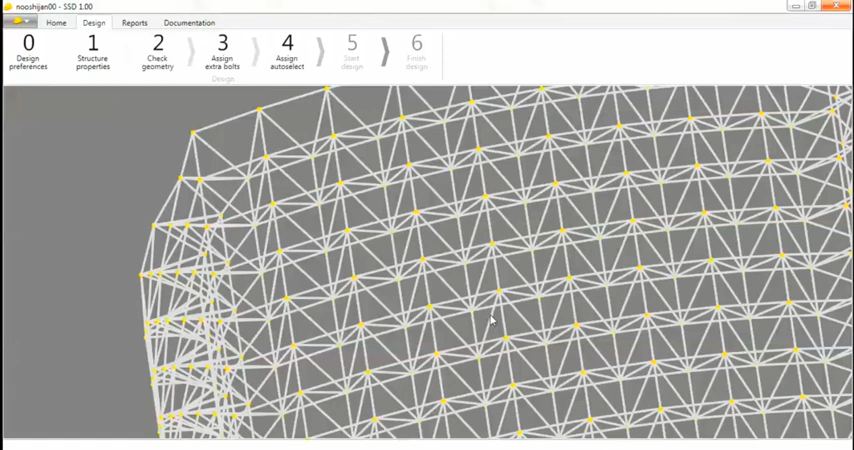 nooshijan00 - SSD 1.00
Home Design Reports Documentation
0 1 2 3 4 5 6
Design Structure Check Assign Assign Start Finish
preferences properties geometry extra bolts autoselect design design
Design